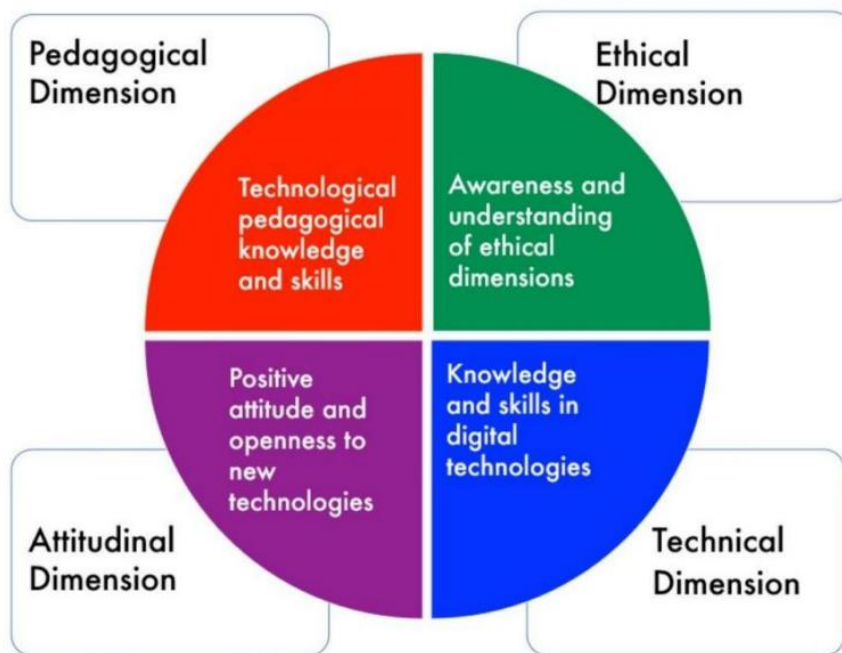 Pedagogical
Dimension
Ethical
Dimension
Technological
pedagogical
knowledge
and skills
Awareness and
understanding
of ethical
dimensions
Positive
attitude and
openness to
new
technologies
Knowledge
and skills in
digital
technologies
Attitudinal
Dimension
Technical
Dimension